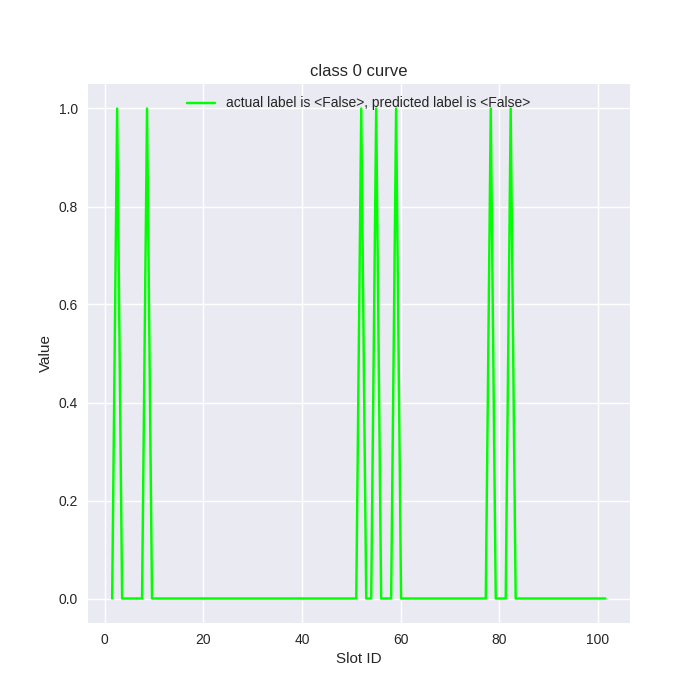 class 0 curve
actual label is <False>, predicted label is <False>
1.0
0.8
0.6
0.4
0.2
0.0
Value
0 20 40 60 80 100
Slot ID